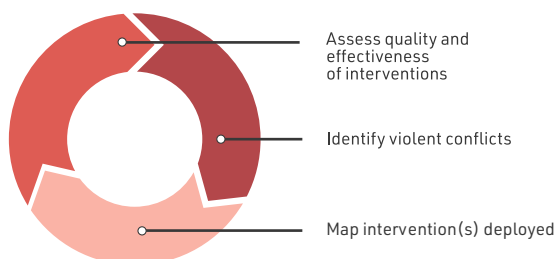 Assess quality and
effectiveness
of interventions
Identify violent conflicts
Map intervention(s) deployed